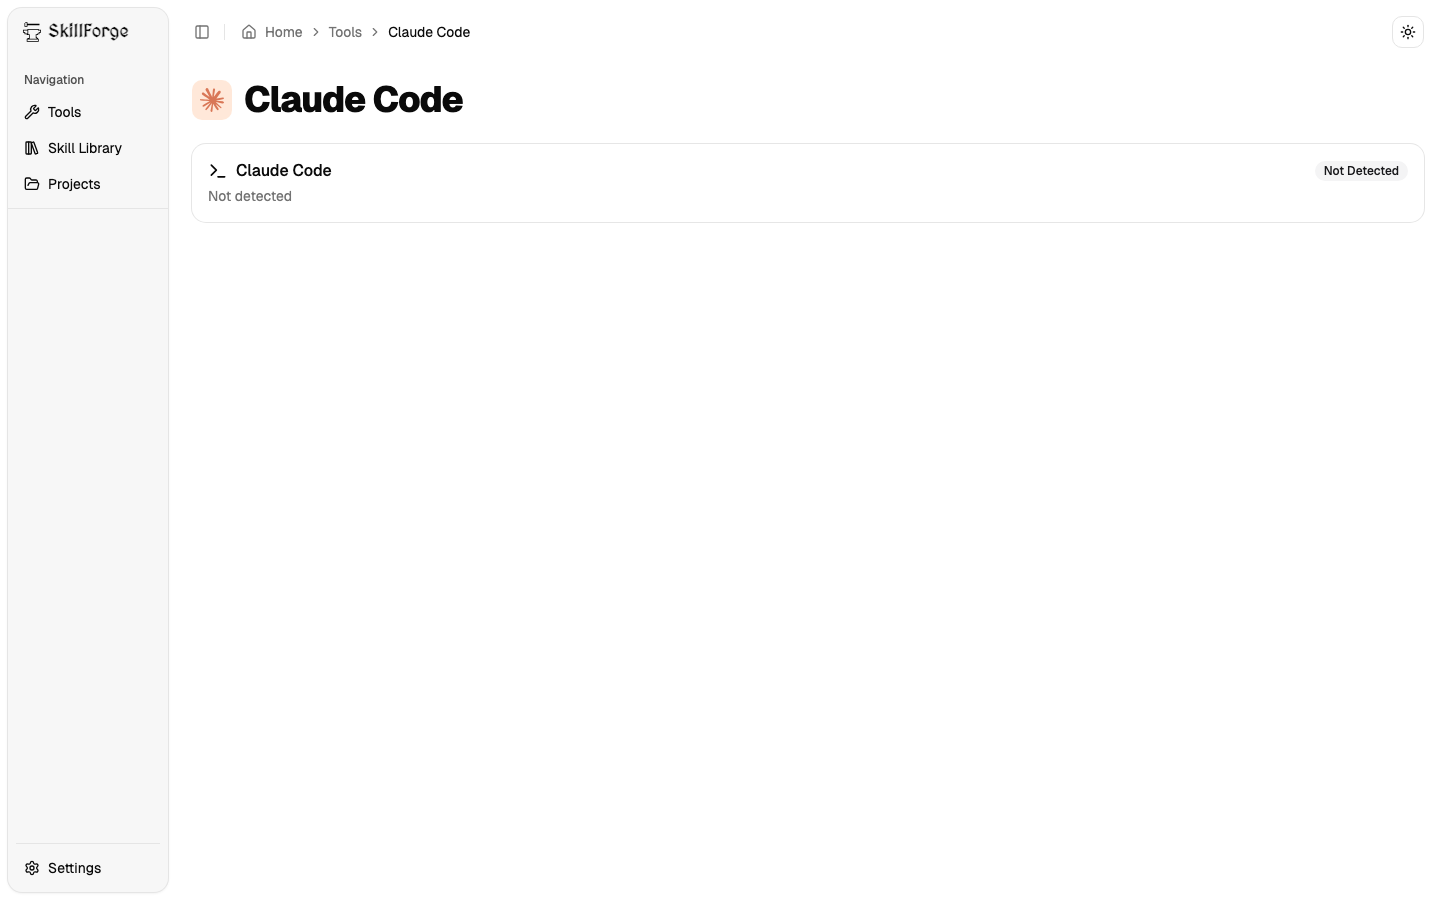 SkillForge
Navigation
Tools
Skill Library
Projects
Settings
Home > Tools > Claude Code
Claude Code
Claude Code
Not Detected
Not detected